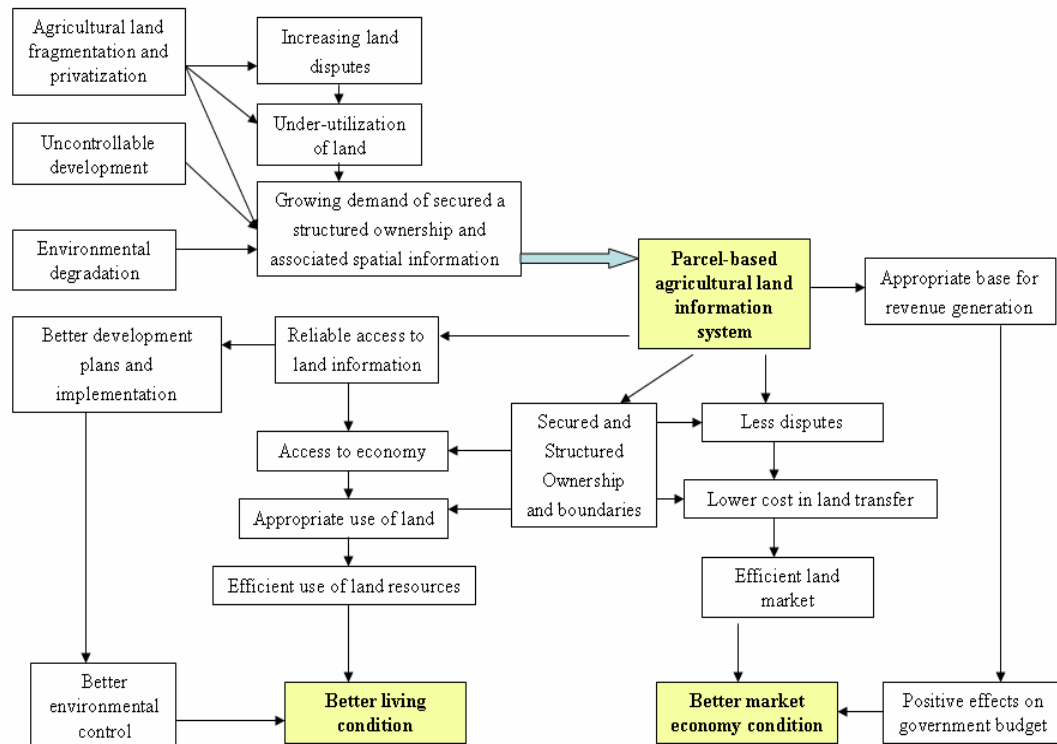 Agricultural land
fragmentation and
privatization
Increasing land
disputes
Under-utilization
of land
Uncontrollable
development
Growing demand of secured a
structured ownership and
associated spatial information
Environmental
degradation
Parcel-based
agricultural land
information
system
Appropriate base for
revenue generation
Better development
plans and
implementation
Reliable access to
land information
Secured and
Structured
Ownership
and boundaries
Less disputes
Access to economy
Lower cost in land transfer
Appropriate use of land
Efficient use of land resources
Efficient land
market
Better
environmental
control
Better living
condition
Better market
economy condition
Positive effects on
government budget